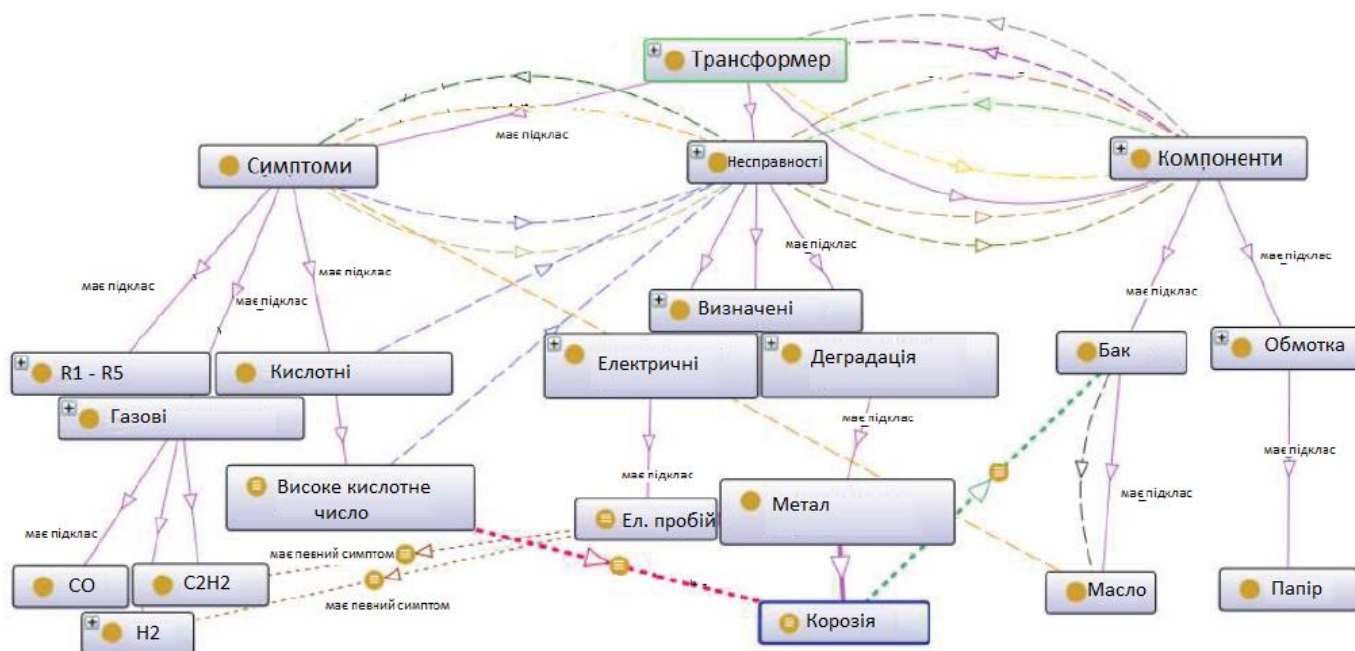 Трансформер
має підклас
Симптоми
Несправності
Компоненти
має підклас
має підклас
має підклас
має підклас
має підклас
має підклас
Визначені
R1 - R5
Кислотні
Електричні
Деградація
Бак
Обмотка
Газові
має підклас
має підклас
Високе кислотне
число
має підклас
Метал
має підклас
має підклас
Ел. пробій
має певний симптом
CO
C2H2
має певний симптом
Масло
Папір
H2
Корозія